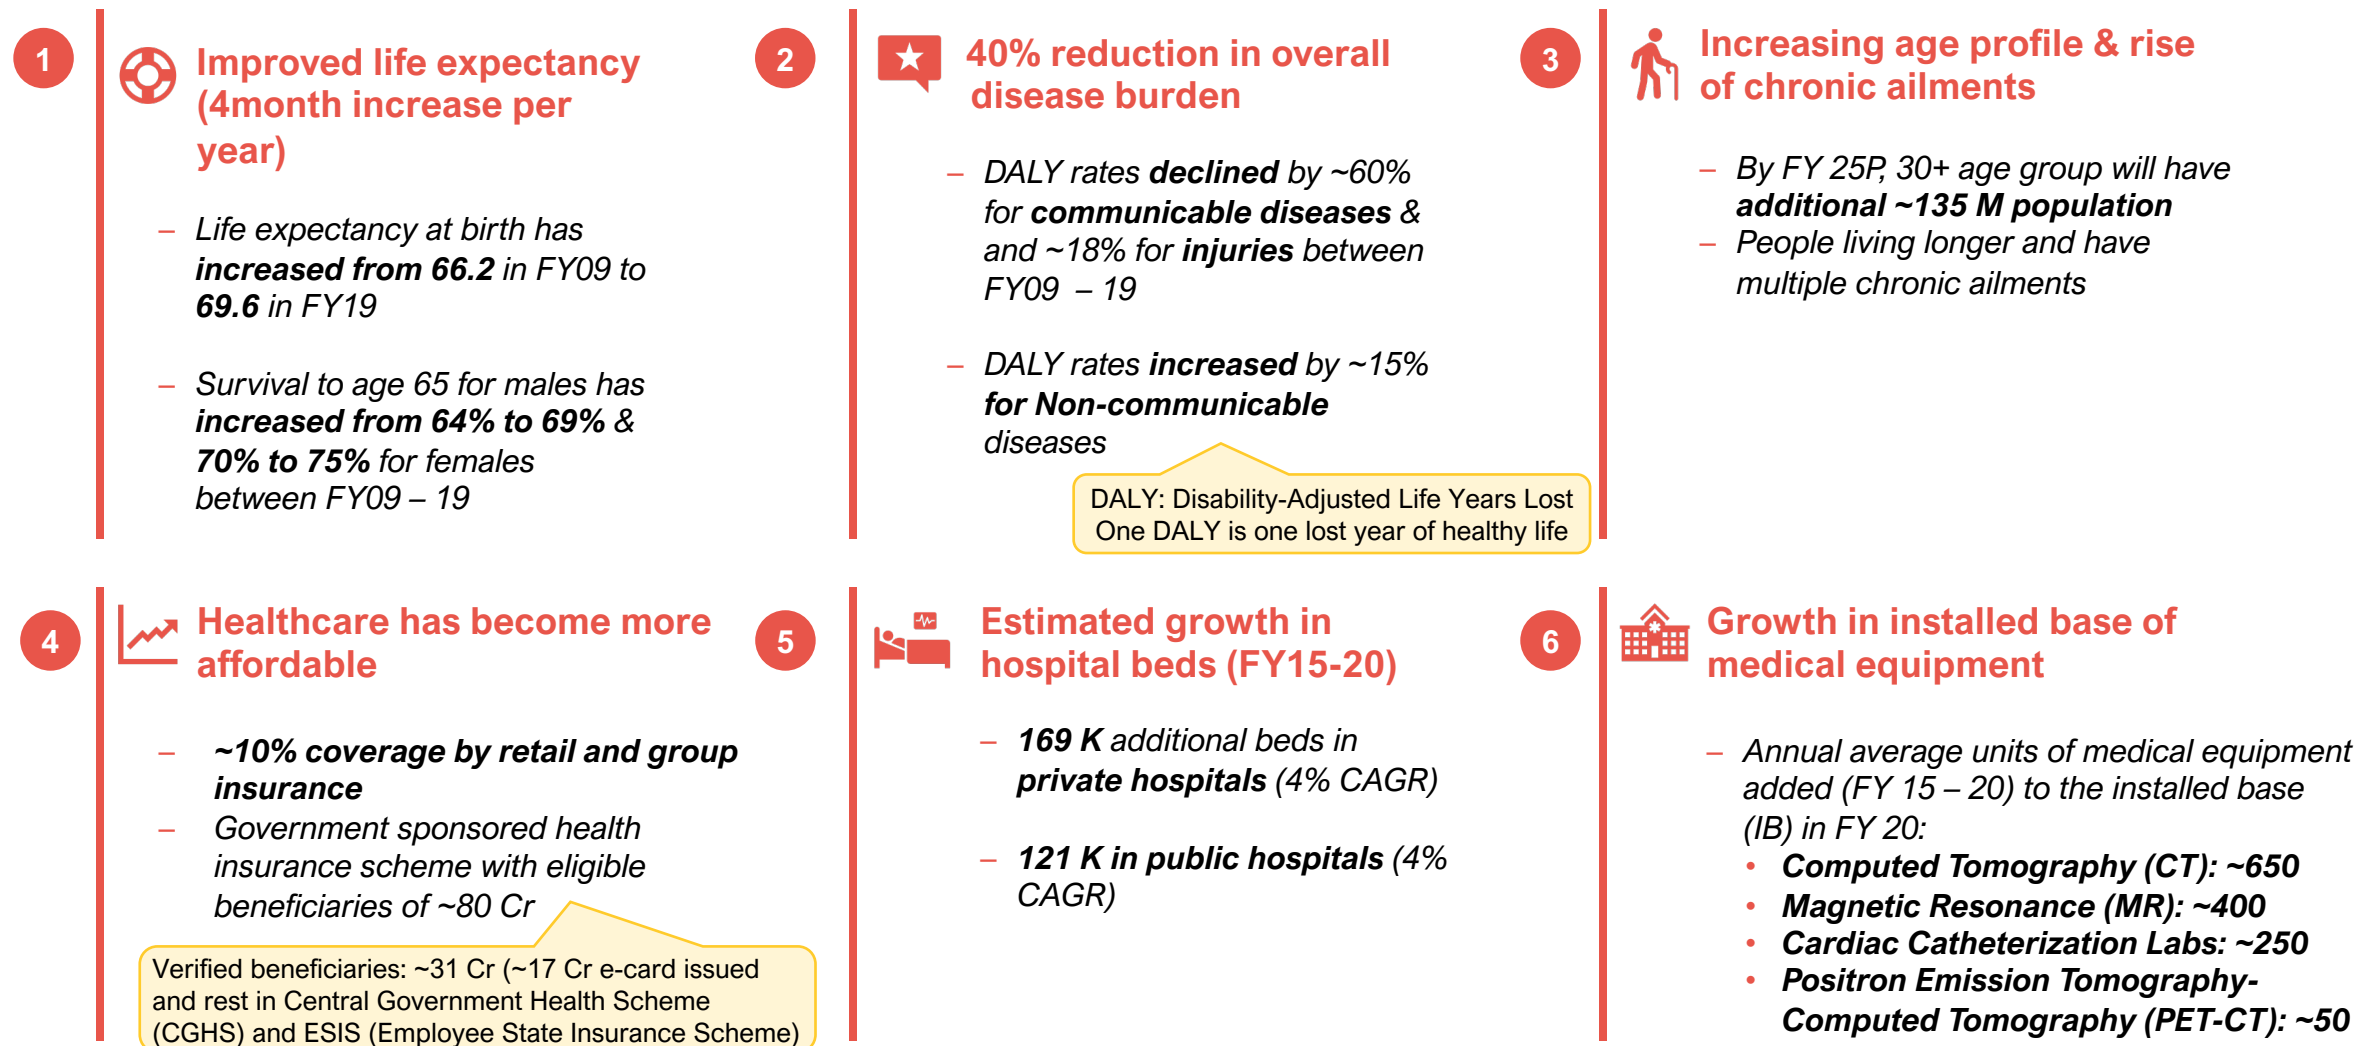 1
Improved life expectancy
(4month increase per
year)
– Life expectancy at birth has
increased from 66.2 in FY09 to
69.6 in FY19
– Survival to age 65 for males has
increased from 64% to 69% &
70% to 75% for females
between FY09 – 19
2
40% reduction in overall
disease burden
– DALY rates declined by ~60%
for communicable diseases &
and ~18% for injuries between
FY09 – 19
– DALY rates increased by ~15%
for Non-communicable
diseases
DALY: Disability-Adjusted Life Years Lost
One DALY is one lost year of healthy life
3
Increasing age profile & rise
of chronic ailments
– By FY 25P, 30+ age group will have
additional ~135 M population
– People living longer and have
multiple chronic ailments
4
Healthcare has become more
affordable
– ~10% coverage by retail and group
insurance
– Government sponsored health
insurance scheme with eligible
beneficiaries of ~80 Cr
Verified beneficiaries: ~31 Cr (~17 Cr e-card issued
and rest in Central Government Health Scheme
(CGHS) and ESIS (Employee State Insurance Scheme)
5
Estimated growth in
hospital beds (FY15-20)
– 169 K additional beds in
private hospitals (4% CAGR)
– 121 K in public hospitals (4%
CAGR)
6
Growth in installed base of
medical equipment
– Annual average units of medical equipment
added (FY 15 – 20) to the installed base
(IB) in FY 20:
• Computed Tomography (CT): ~650
• Magnetic Resonance (MR): ~400
• Cardiac Catheterization Labs: ~250
• Positron Emission Tomography-
Computed Tomography (PET-CT): ~50